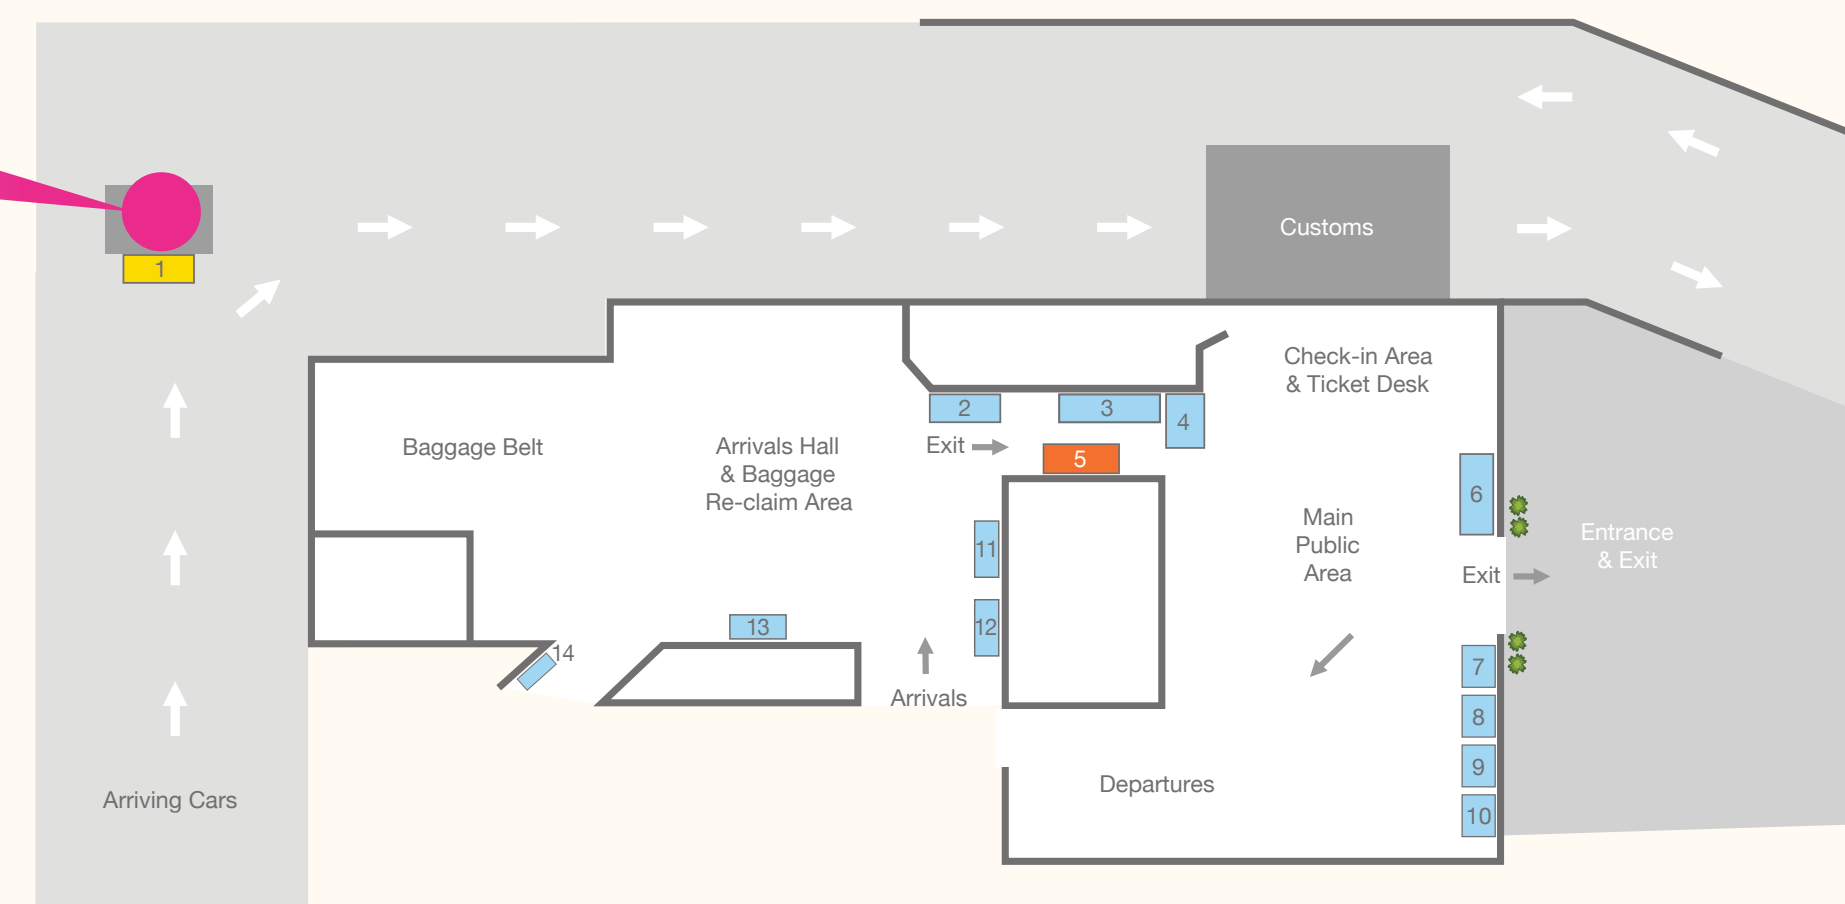 1
Customs
Check-in Area
& Ticket Desk
2
3
4
Baggage Belt
Arrivals Hall
& Baggage
Re-claim Area
Exit
5
6
Main
Public
Area
Entrance
& Exit
11
Exit
12
13
14
7
Arrivals
8
9
Departures
10
Arriving Cars